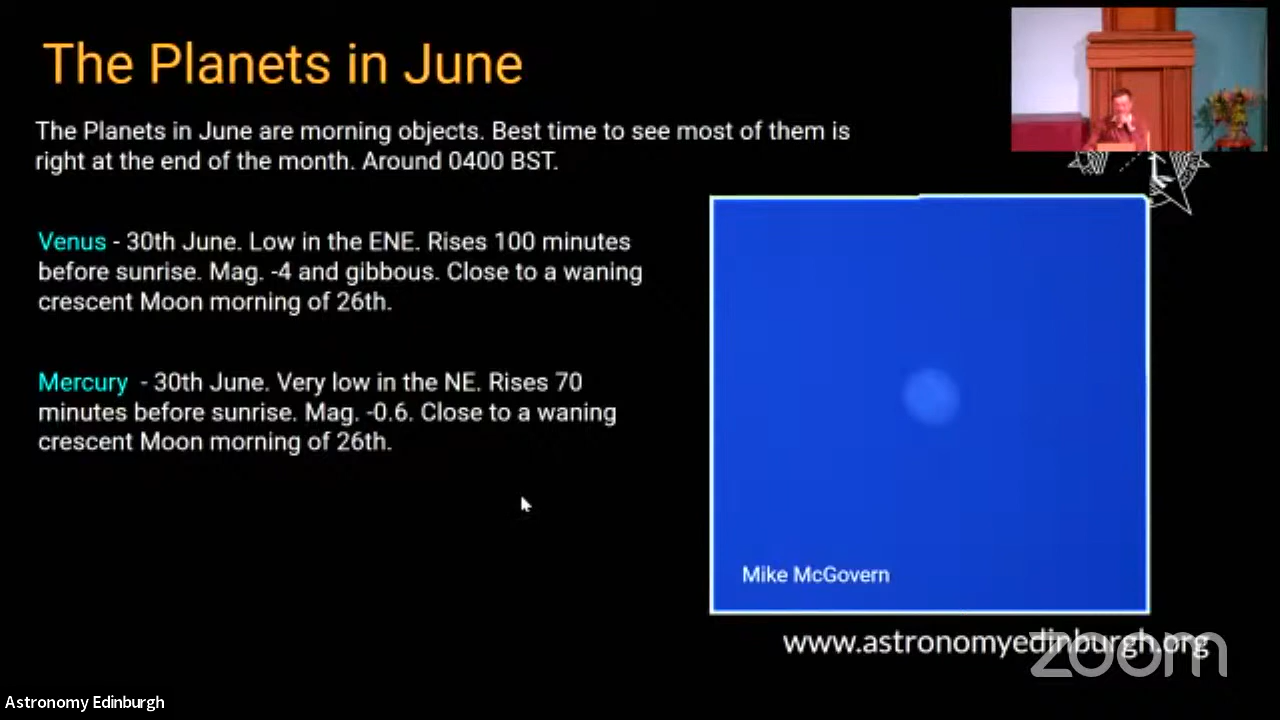 The Planets in June
The Planets in June are morning objects. Best time to see most of them is
right at the end of the month. Around 0400 BST.
Venus - 30th June. Low in the ENE. Rises 100 minutes
before sunrise. Mag. -4 and gibbous. Close to a waning
crescent Moon morning of 26th.
Mercury - 30th June. Very low in the NE. Rises 70
minutes before sunrise. Mag. -0.6. Close to a waning
crescent Moon morning of 26th.
Mike McGovern
www.astronomyedinburgh.org
zoom
Astronomy Edinburgh